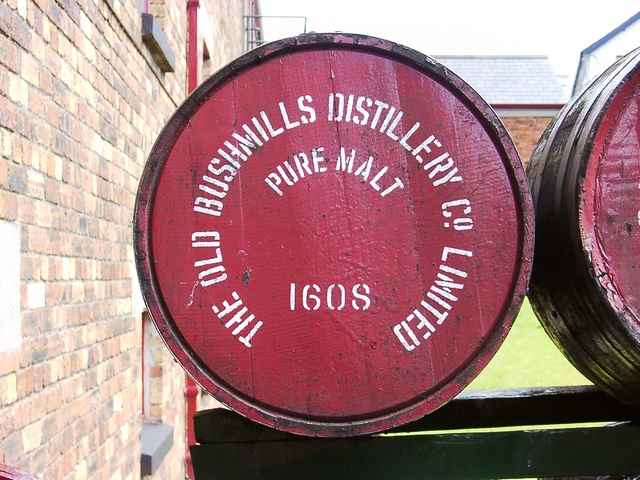 THE OLD BUSHMILLS DISTILLERY Cº LIMITED
PURE MALT
1608